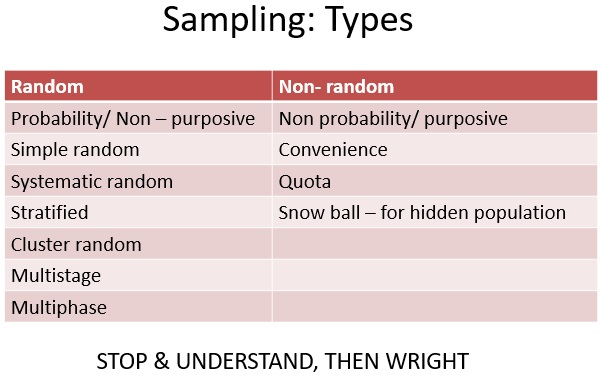 Sampling: Types
Random Non- random
Probability/ Non – purposive Non probability/ purposive
Simple random Convenience
Systematic random Quota
Stratified Snow ball – for hidden population
Cluster random
Multistage
Multiphase
STOP & UNDERSTAND, THEN WRIGHT